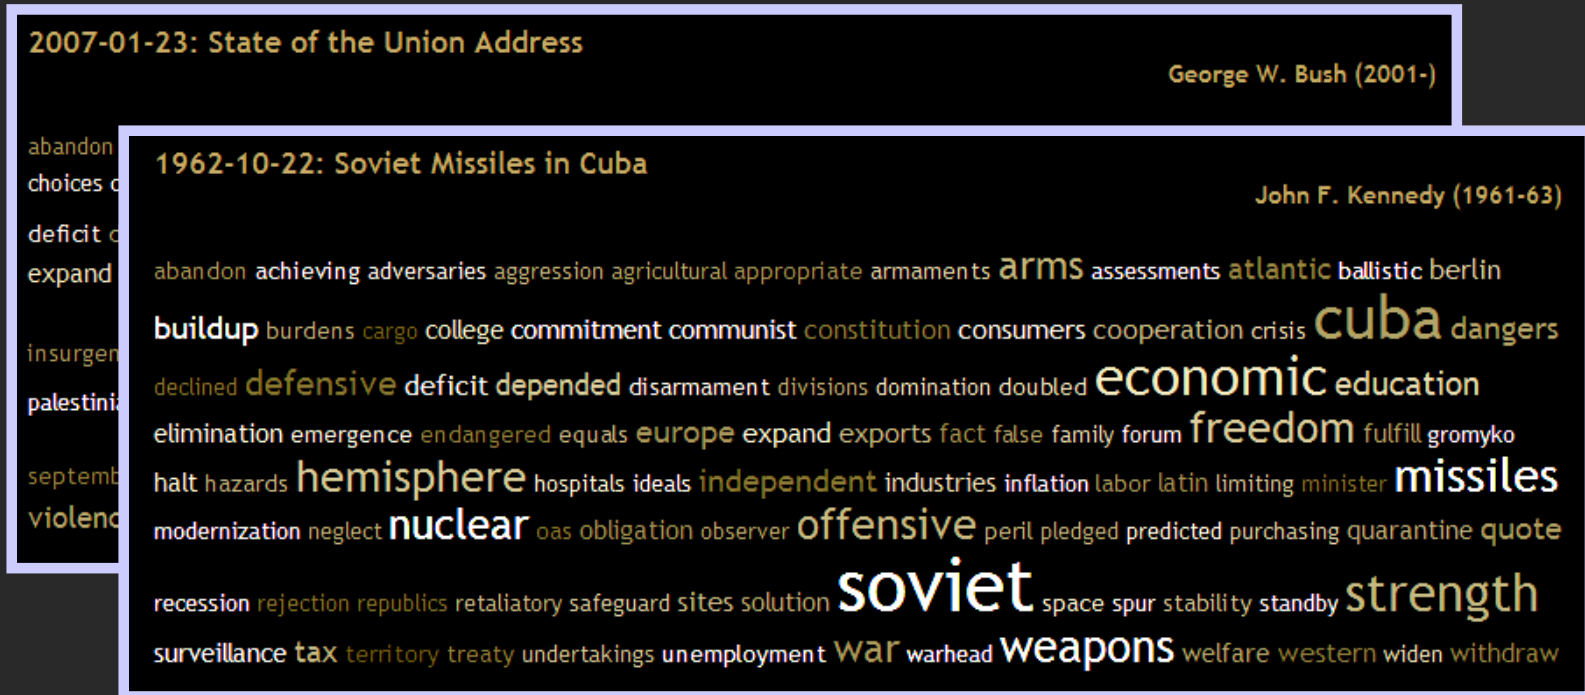 2007-01-23: State of the Union Address
George W. Bush (2001-)
abandon
choices
deficit
expand
violenc
1962-10-22: Soviet Missiles in Cuba
John F. Kennedy (1961-63)
abandon achieving adversaries aggression agricultural appropriate armaments arms assessments atlantic ballistic berlin
buildup burdens cargo college commitment communist constitution consumers cooperation crisis cuba dangers
declined defensive deficit depended disarmament divisions domination doubled economic education
elimination emergence endangered equals europe expand exports fact false family forum freedom fulfill gromyko
halt hazards hemisphere hospitals ideals independent industries inflation labor latin limiting minister missiles
modernization neglect nuclear oas obligation observer offensive peril pledged predicted purchasing quarantine quote
recession rejection republics retaliatory safeguard sites solution soviet space spur stability standby strength
surveillance tax territory treaty undertakings unemployment war warhead weapons welfare western widen withdraw